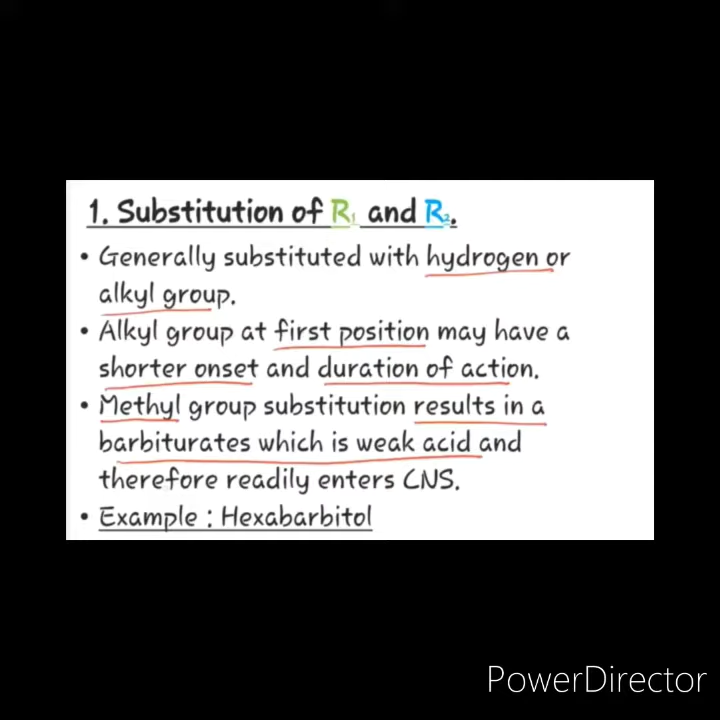 1. Substitution of R1 and R2.
• Generally substituted with hydrogen or
alkyl group.
• Alkyl group at first position may have a
shorter onset and duration of action.
• Methyl group substitution results in a
barbiturates which is weak acid and
therefore readily enters CNS.
• Example : Hexabarbitol
PowerDirector